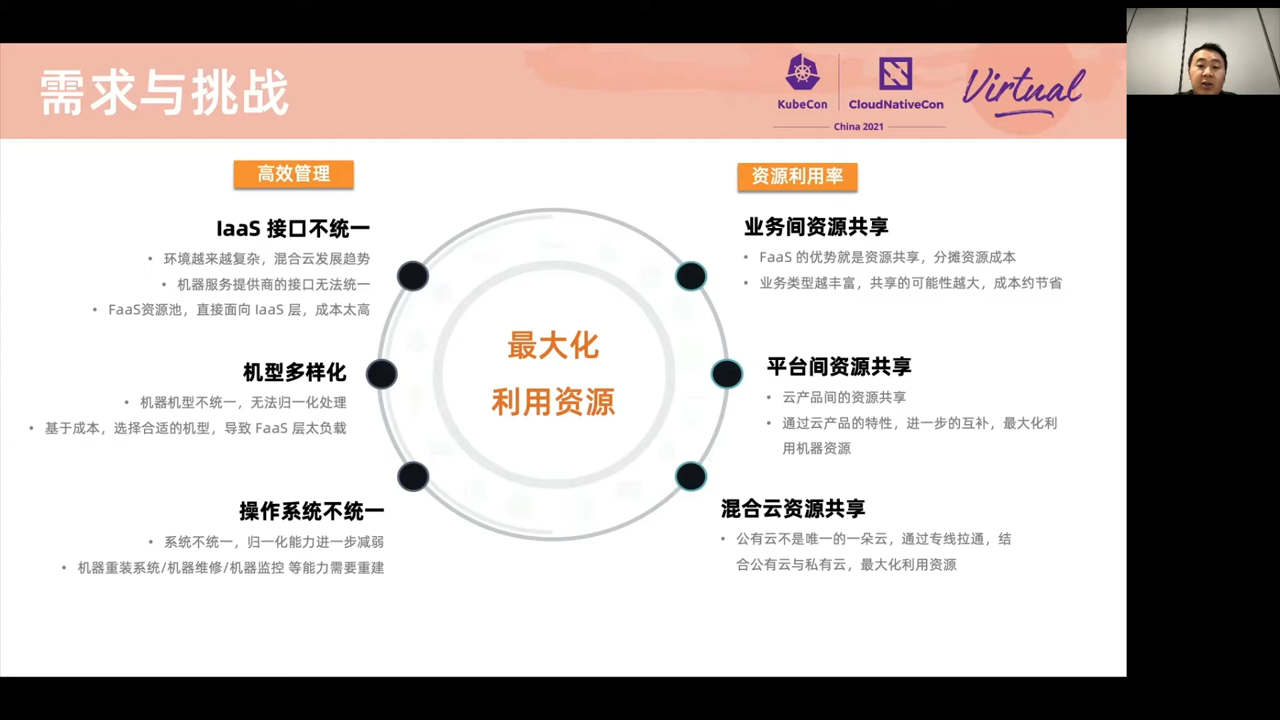 需求与挑战
KubeCon
CloudNativeCon
China 2021
Virtual
高效管理
IaaS 接口不统一
• 环境越来越复杂，混合云发展趋势
• 机器服务提供商的接口无法统一
• FaaS资源池，直接面向 IaaS 层，成本太高
机型多样化
• 机器机型不统一，无法归一化处理
• 基于成本，选择合适的机型，导致 FaaS 层太负载
操作系统不统一
• 系统不统一，归一化能力进一步减弱
• 机器重装系统/机器维修/机器监控 等能力需要重建
最大化
利用资源
资源利用率
业务间资源共享
• FaaS 的优势就是资源共享，分摊资源成本
• 业务类型越丰富，共享的可能性越大，成本约节省
平台间资源共享
• 云产品间的资源共享
• 通过云产品的特性，进一步的互补，最大化利
用机器资源
混合云资源共享
• 公有云不是唯一的一朵云，通过专线拉通，结
合公有云与私有云，最大化利用资源